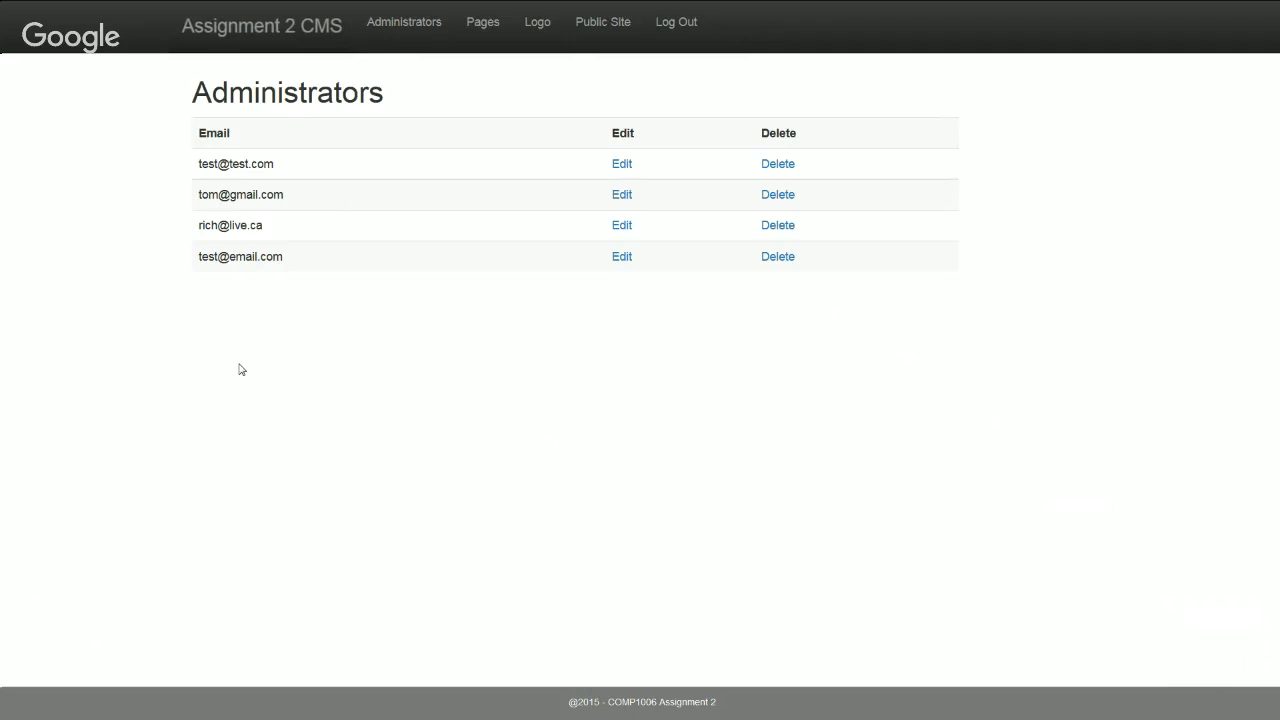 Google
Assignment 2 CMS Administrators Pages Logo Public Site Log Out
Administrators
Email Edit Delete
test@test.com Edit Delete
tom@gmail.com Edit Delete
rich@live.ca Edit Delete
test@email.com Edit Delete
@2015 - COMP1006 Assignment 2